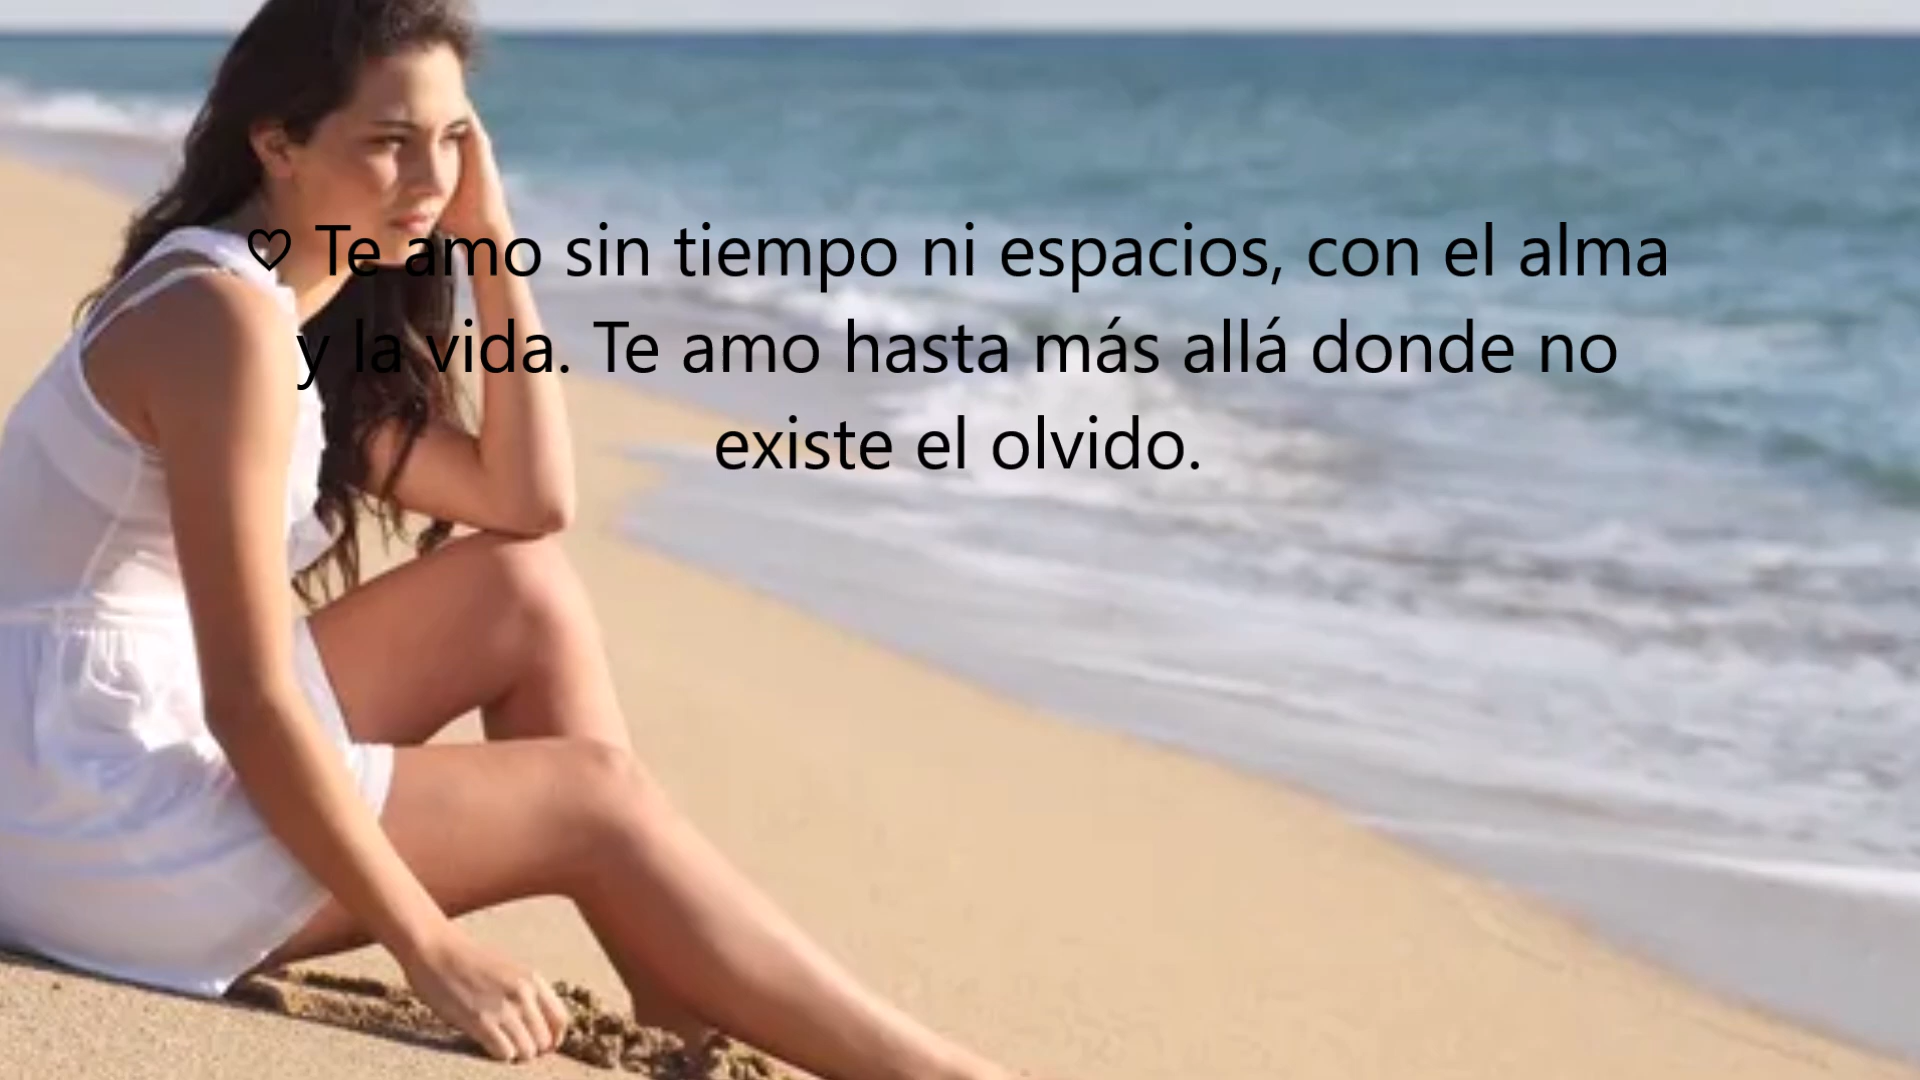 ♡ Te amo sin tiempo ni espacios, con el alma
y la vida. Te amo hasta más allá donde no
existe el olvido.